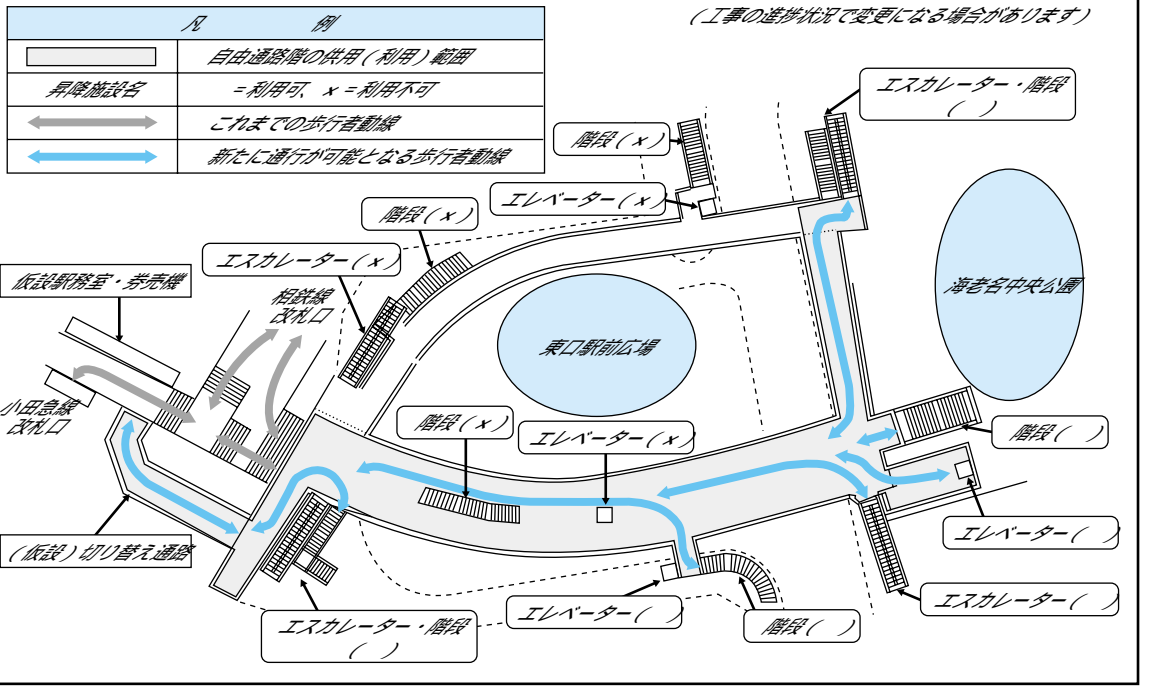 凡　例
(工事の進捗状況で変更になる場合があります)
自由通路階の供用(利用)範囲
昇降施設名
=利用可、x=利用不可
これまでの歩行者動線
新たに通行が可能となる歩行者動線
エスカレーター・階段
( )
階段(x)
エレベーター(x)
階段(x)
エスカレーター(x)
仮設駅務室・券売機
相鉄線
改札口
海老名中央公園
東口駅前広場
小田急線
改札口
階段(x)
エレベーター(x)
階段( )
エレベーター( )
(仮設)切り替え通路
エスカレーター( )
エレベーター( )
階段( )
エスカレーター・階段
( )